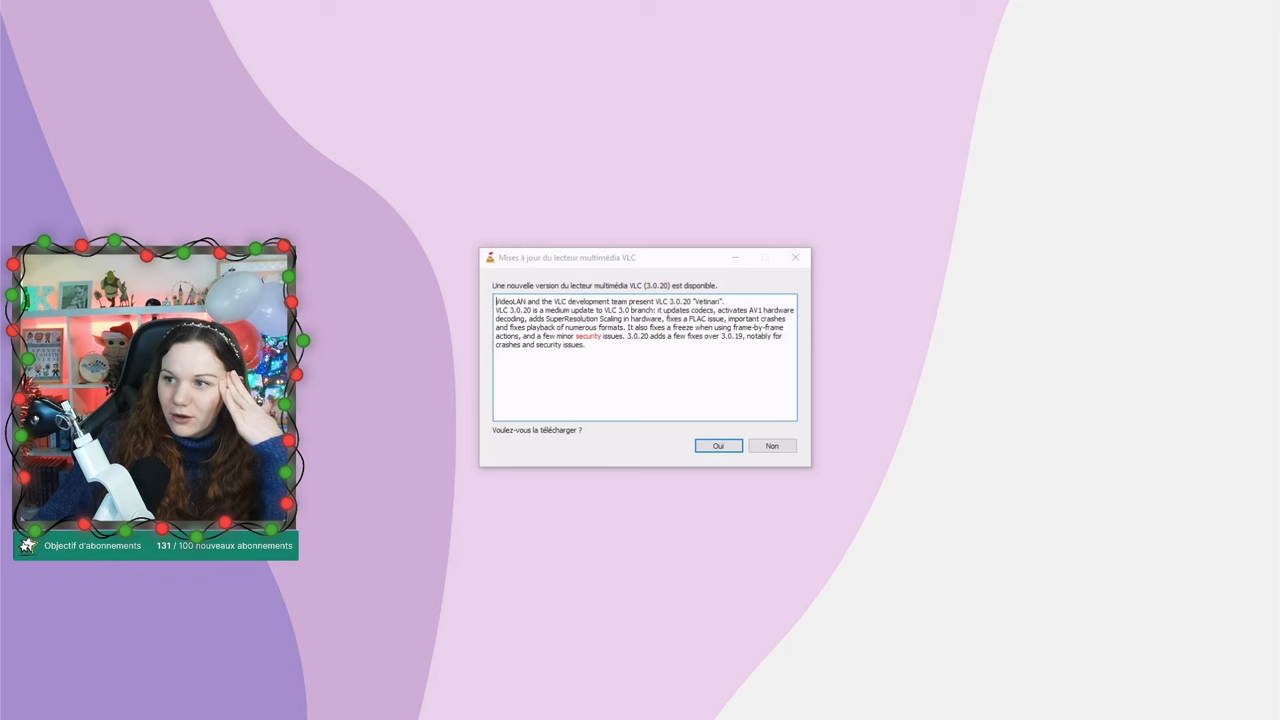 Mises à jour du lecteur multimédia VLC
Une nouvelle version du lecteur multimédia VLC (3.0.20) est disponible.
VideoLAN and the VLC development team present VLC 3.0.20 "Vetinari".
VLC 3.0.20 is a medium update to VLC 3.0 branch: it updates codecs, activates AV1 hardware
decoding, adds SuperResolution Scaling in hardware, fixes a FLAC issue, important crashes
and fixes playback of numerous formats. It also fixes a freeze when using frame-by-frame
actions, and a few minor security issues. 3.0.20 adds a few fixes over 3.0.19, notably for
crashes and security issues.
Voulez-vous la télécharger ?
Oui
Non
Objectif d'abonnements 131 / 100 nouveaux abonnements